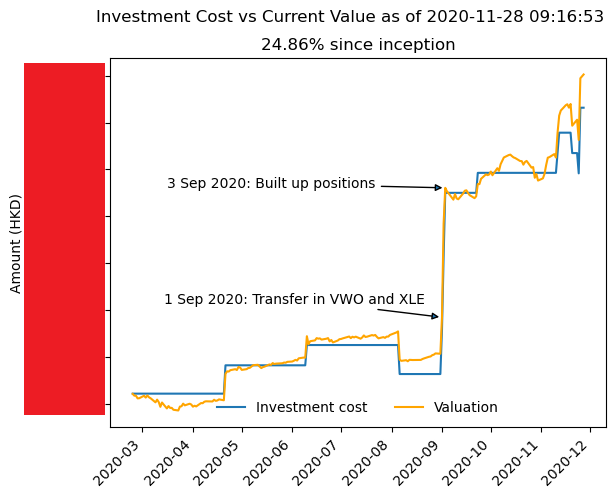 Investment Cost vs Current Value as of 2020-11-28 09:16:53
24.86% since inception
Amount (HKD)
3 Sep 2020: Built up positions
1 Sep 2020: Transfer in VWO and XLE
Investment cost
Valuation
2020-03
2020-04
2020-05
2020-06
2020-07
2020-08
2020-09
2020-10
2020-11
2020-12